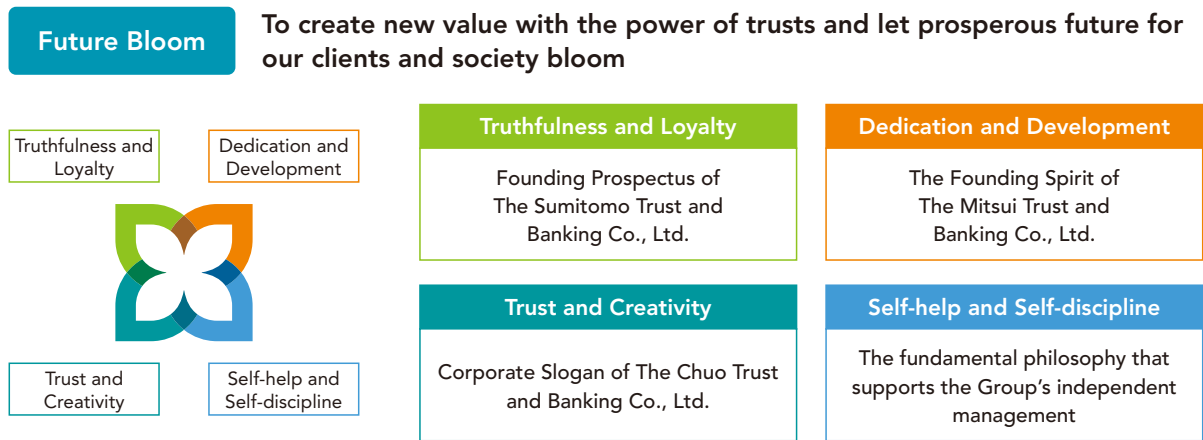 Future Bloom
To create new value with the power of trusts and let prosperous future for
our clients and society bloom
Truthfulness and
Loyalty
Dedication and
Development
Trust and
Creativity
Self-help and
Self-discipline
Truthfulness and Loyalty
Founding Prospectus of
The Sumitomo Trust and
Banking Co., Ltd.
Dedication and Development
The Founding Spirit of
The Mitsui Trust and
Banking Co., Ltd.
Trust and Creativity
Corporate Slogan of The Chuo Trust
and Banking Co., Ltd.
Self-help and Self-discipline
The fundamental philosophy that
supports the Group’s independent
management